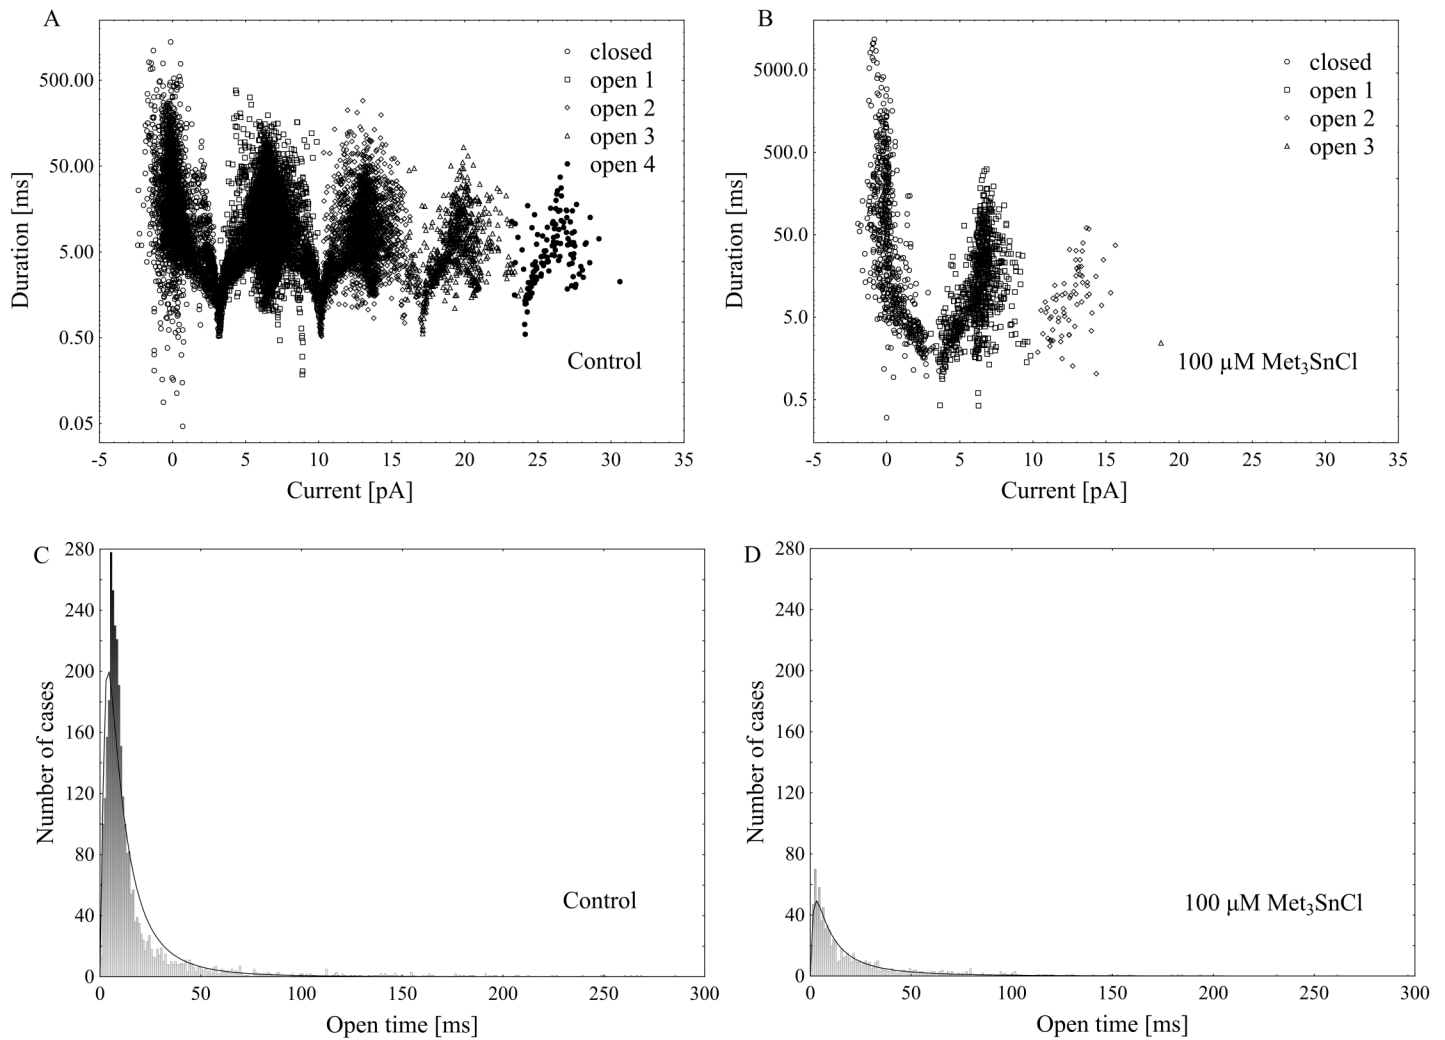 A
closed
open 1
open 2
open 3
open 4
Control
Duration [ms]
500.00
50.00
5.00
0.50
0.05
-5 0 5 10 15 20 25 30 35
Current [pA]
B
closed
open 1
open 2
open 3
100 μM Met₃SnCl
Duration [ms]
5000.0
500.0
50.0
5.0
0.5
-5 0 5 10 15 20 25 30 35
Current [pA]
C
Number of cases
280
240
200
160
120
80
40
0
Control
0 50 100 150 200 250 300
Open time [ms]
D
Number of cases
280
240
200
160
120
80
40
0
100 μM Met₃SnCl
0 50 100 150 200 250 300
Open time [ms]